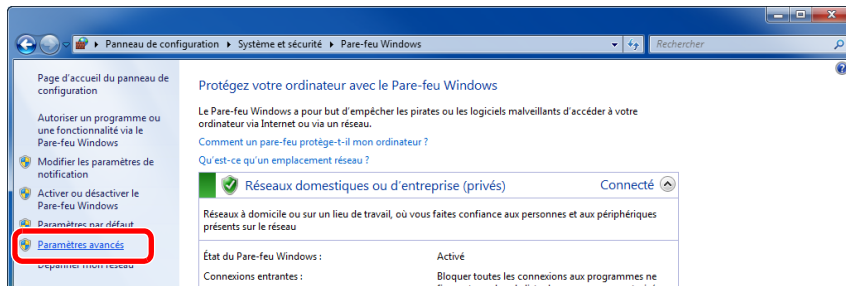 Panneau de configuration ▸ Système et sécurité ▸ Pare-feu Windows
Rechercher
Page d'accueil du panneau de
configuration
Autoriser un programme ou
une fonctionnalité via le
Pare-feu Windows
Modifier les paramètres de
notification
Activer ou désactiver le
Pare-feu Windows
Paramètres par défaut
Paramètres avancés
Dépanner mon réseau
Protégez votre ordinateur avec le Pare-feu Windows
Le Pare-feu Windows a pour but d'empêcher les pirates ou les logiciels malveillants d'accéder à votre
ordinateur via Internet ou via un réseau.
Comment un pare-feu protège-t-il mon ordinateur ?
Qu'est-ce qu'un emplacement réseau ?
Réseaux domestiques ou d'entreprise (privés) Connecté
Réseaux à domicile ou sur un lieu de travail, où vous faites confiance aux personnes et aux périphériques
présents sur le réseau
État du Pare-feu Windows : Activé
Connexions entrantes : Bloquer toutes les connexions aux programmes ne